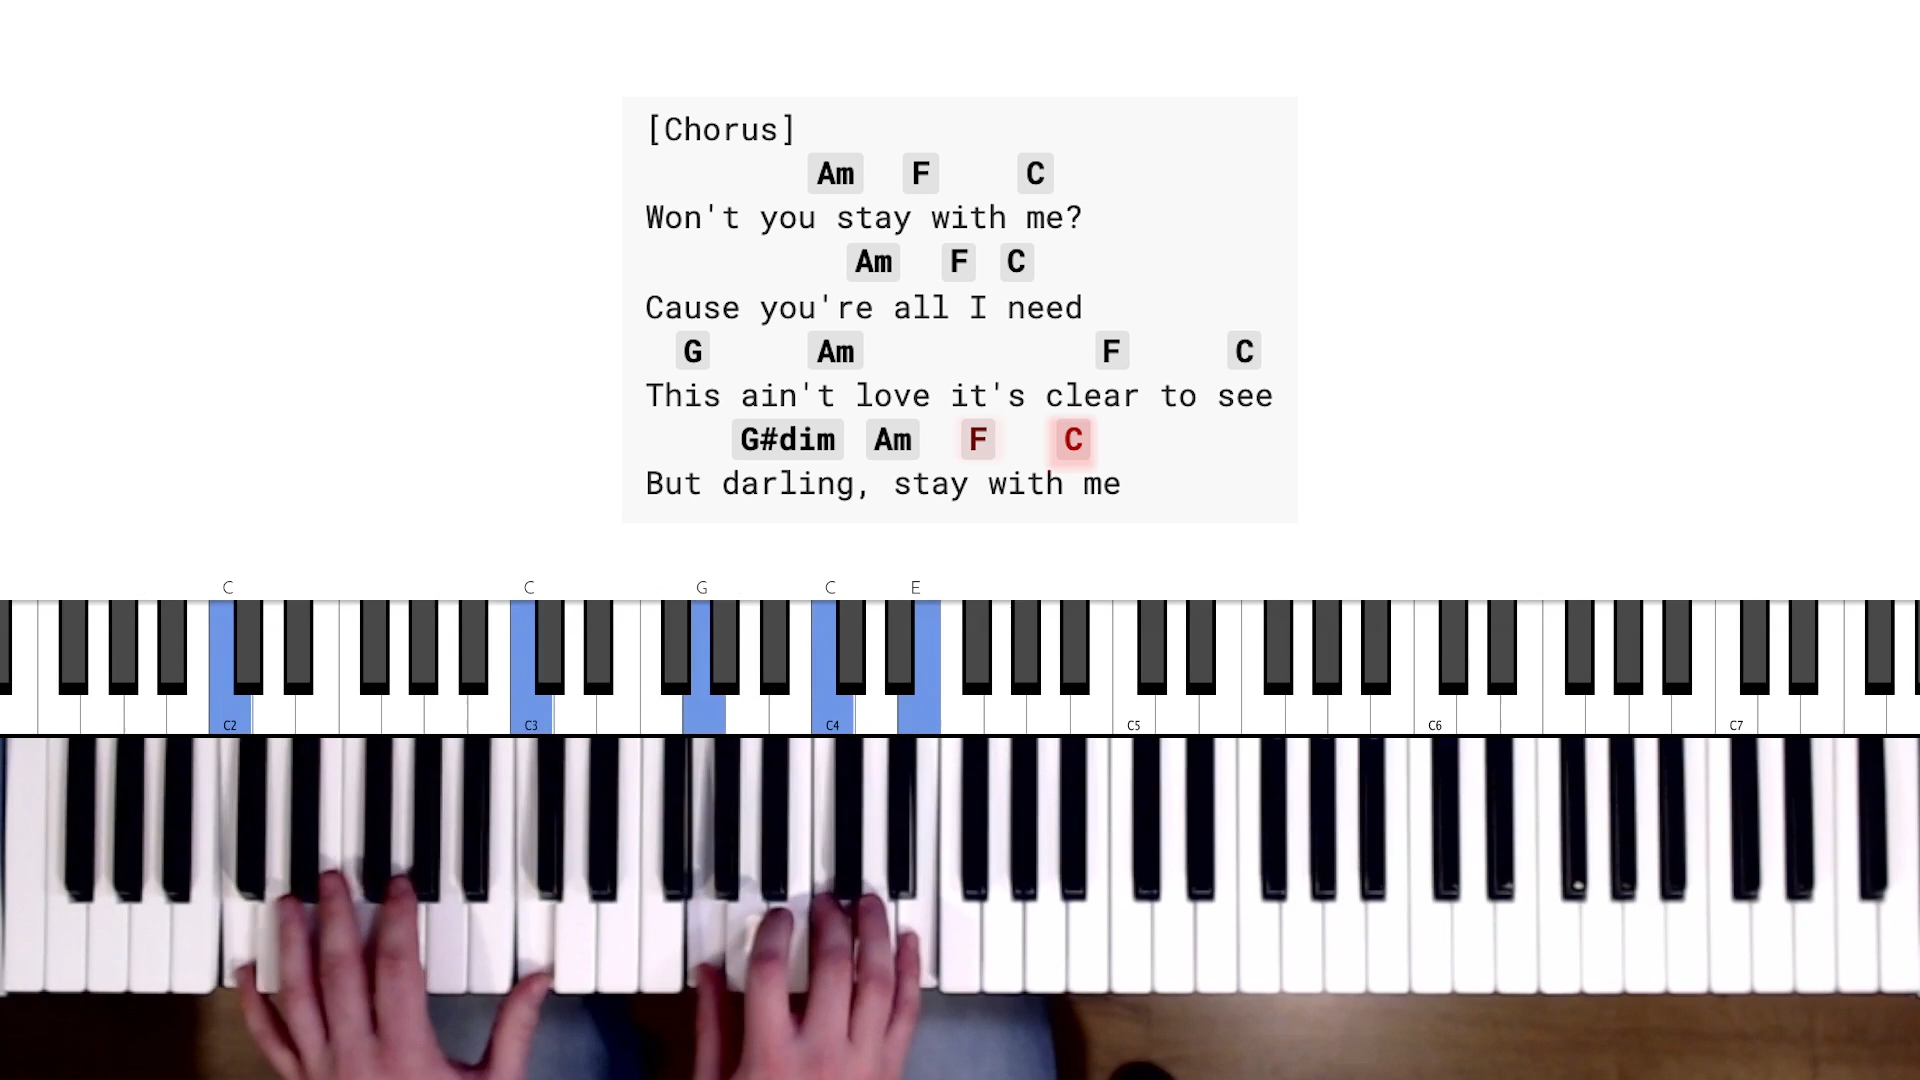 [Chorus]
Am F C
Won't you stay with me?
Am F C
Cause you're all I need
G Am F C
This ain't love it's clear to see
G#dim Am F C
But darling, stay with me
C C G C E
C2 C3 C4 C5 C6 C7